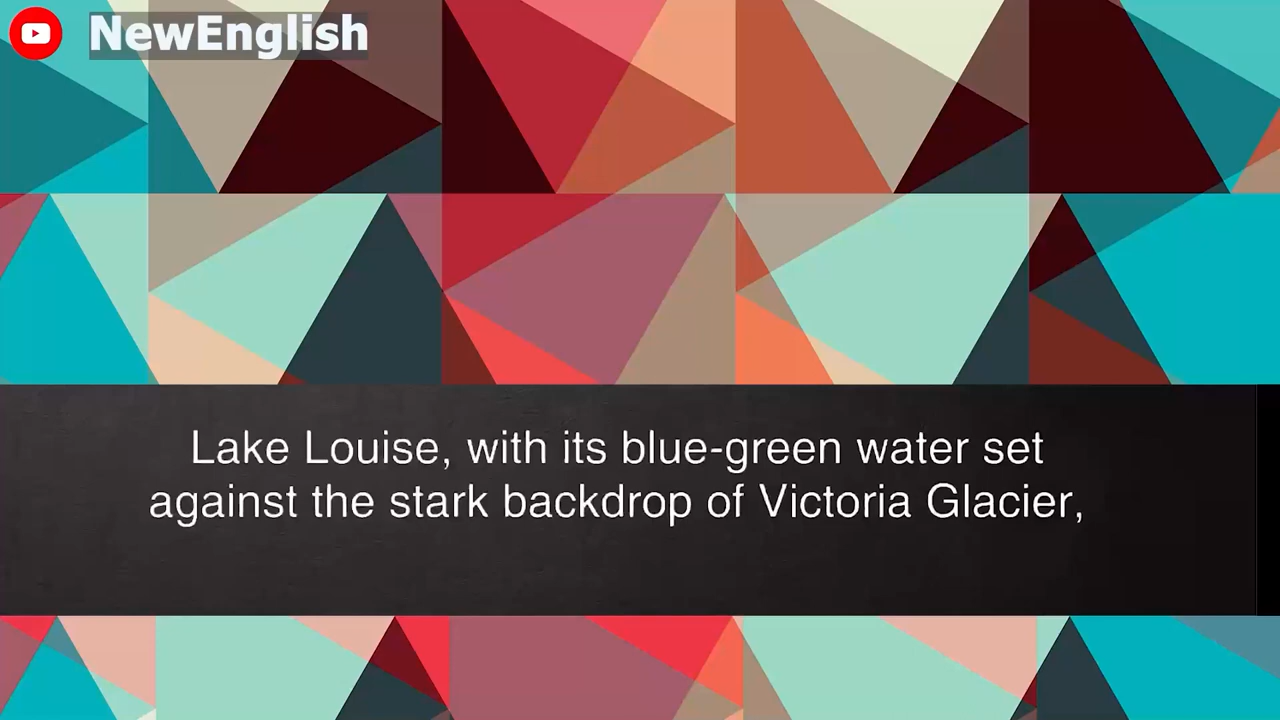 NewEnglish
Lake Louise, with its blue-green water set
against the stark backdrop of Victoria Glacier,